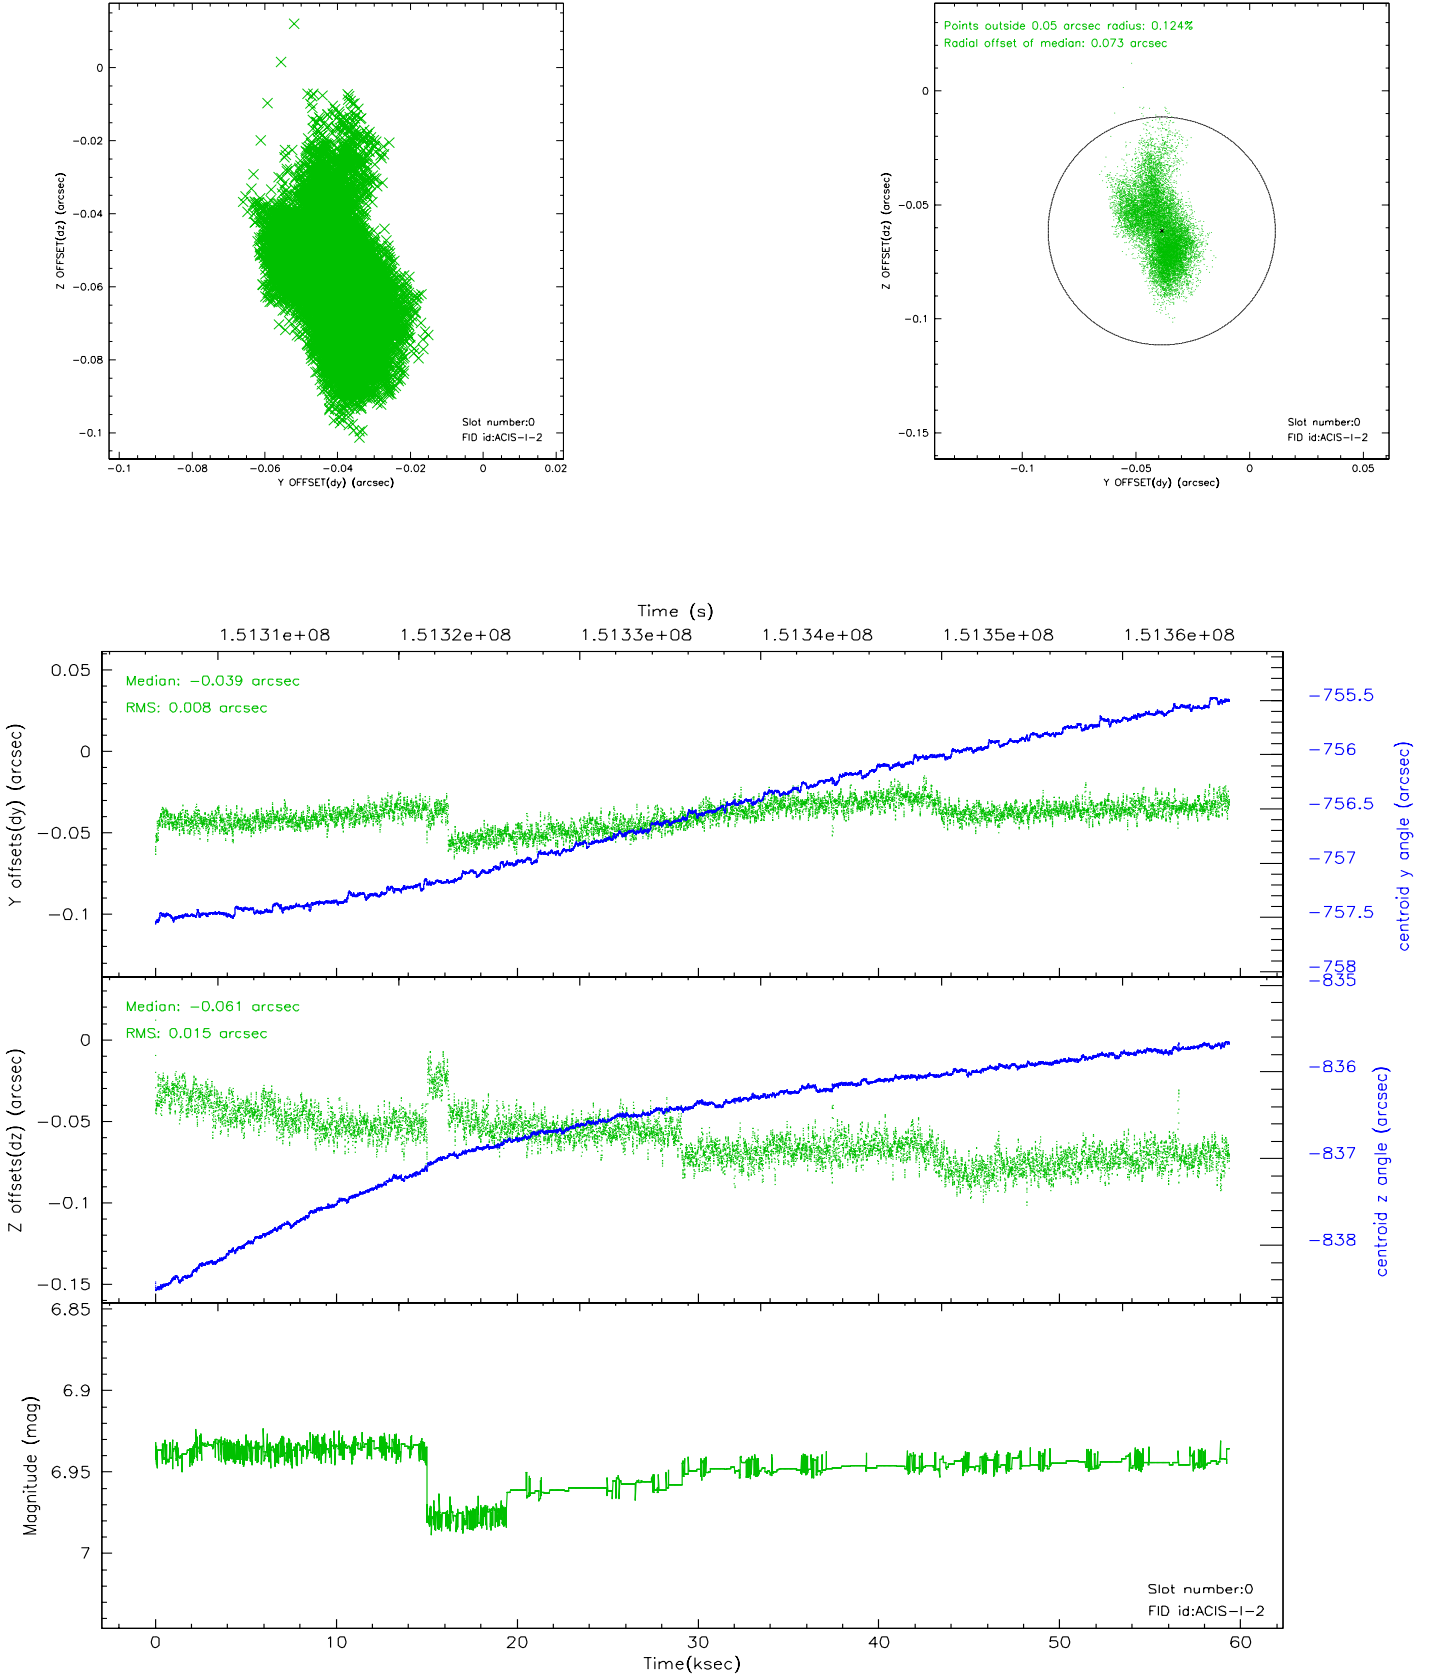 0
-0.02
-0.04
-0.06
-0.08
-0.1
Z OFFSET(dz) (arcsec)
Slot number:0
FID id:ACIS-I-2
-0.1 -0.08 -0.06 -0.04 -0.02 0 0.02
Y OFFSET(dy) (arcsec)
Points outside 0.05 arcsec radius: 0.124%
Radial offset of median: 0.073 arcsec
0
-0.05
-0.1
-0.15
Z OFFSET(dz) (arcsec)
Slot number:0
FID id:ACIS-I-2
-0.1 -0.05 0 0.05
Y OFFSET(dy) (arcsec)
Time (s)
1.5131e+08 1.5132e+08 1.5133e+08 1.5134e+08 1.5135e+08 1.5136e+08
Median: -0.039 arcsec
RMS: 0.008 arcsec
0.05
0
-0.05
-0.1
Y offsets(dy) (arcsec)
-755.5
-756
-756.5
-757
-757.5
-758
centroid y angle (arcsec)
Median: -0.061 arcsec
RMS: 0.015 arcsec
0
-0.05
-0.1
-0.15
Z offsets(dz) (arcsec)
-835
-836
-837
-838
centroid z angle (arcsec)
6.85
6.9
6.95
7
Magnitude (mag)
Slot number:0
FID id:ACIS-I-2
0 10 20 30 40 50 60
Time(ksec)